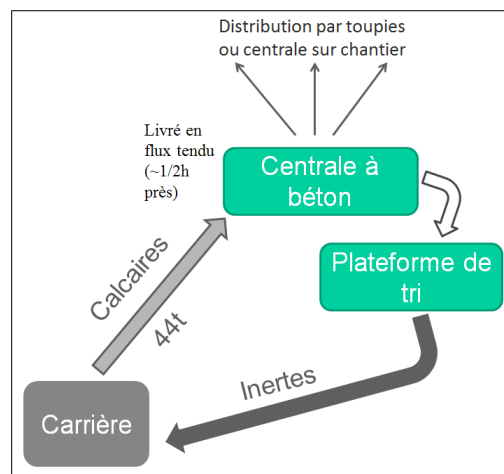 Distribution par toupies
ou centrale sur chantier
Livré en
flux tendu
(~1/2h
près)
Centrale à
béton
Plateforme de
tri
Calcaires
44t
Inertes
Carrière